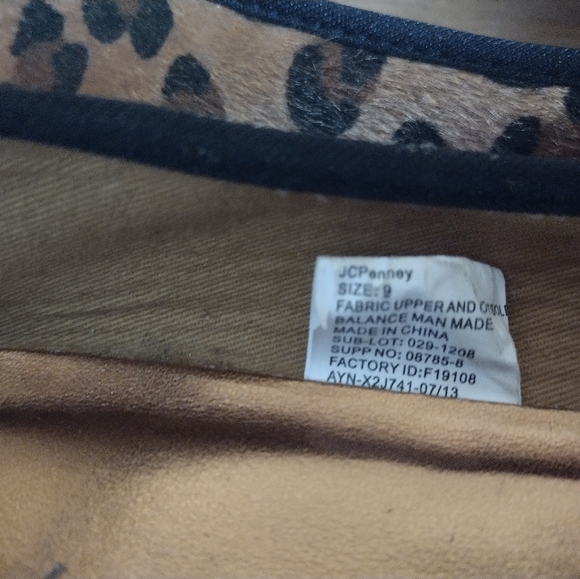 JCPenney
SIZE: 9
FABRIC UPPER AND
BALANCE MAN MADE
MADE IN CHINA
SUB-LOT: 029-1208
SUPP NO: 08785-8
FACTORY ID:F19108
AYN-X2J741-07/13